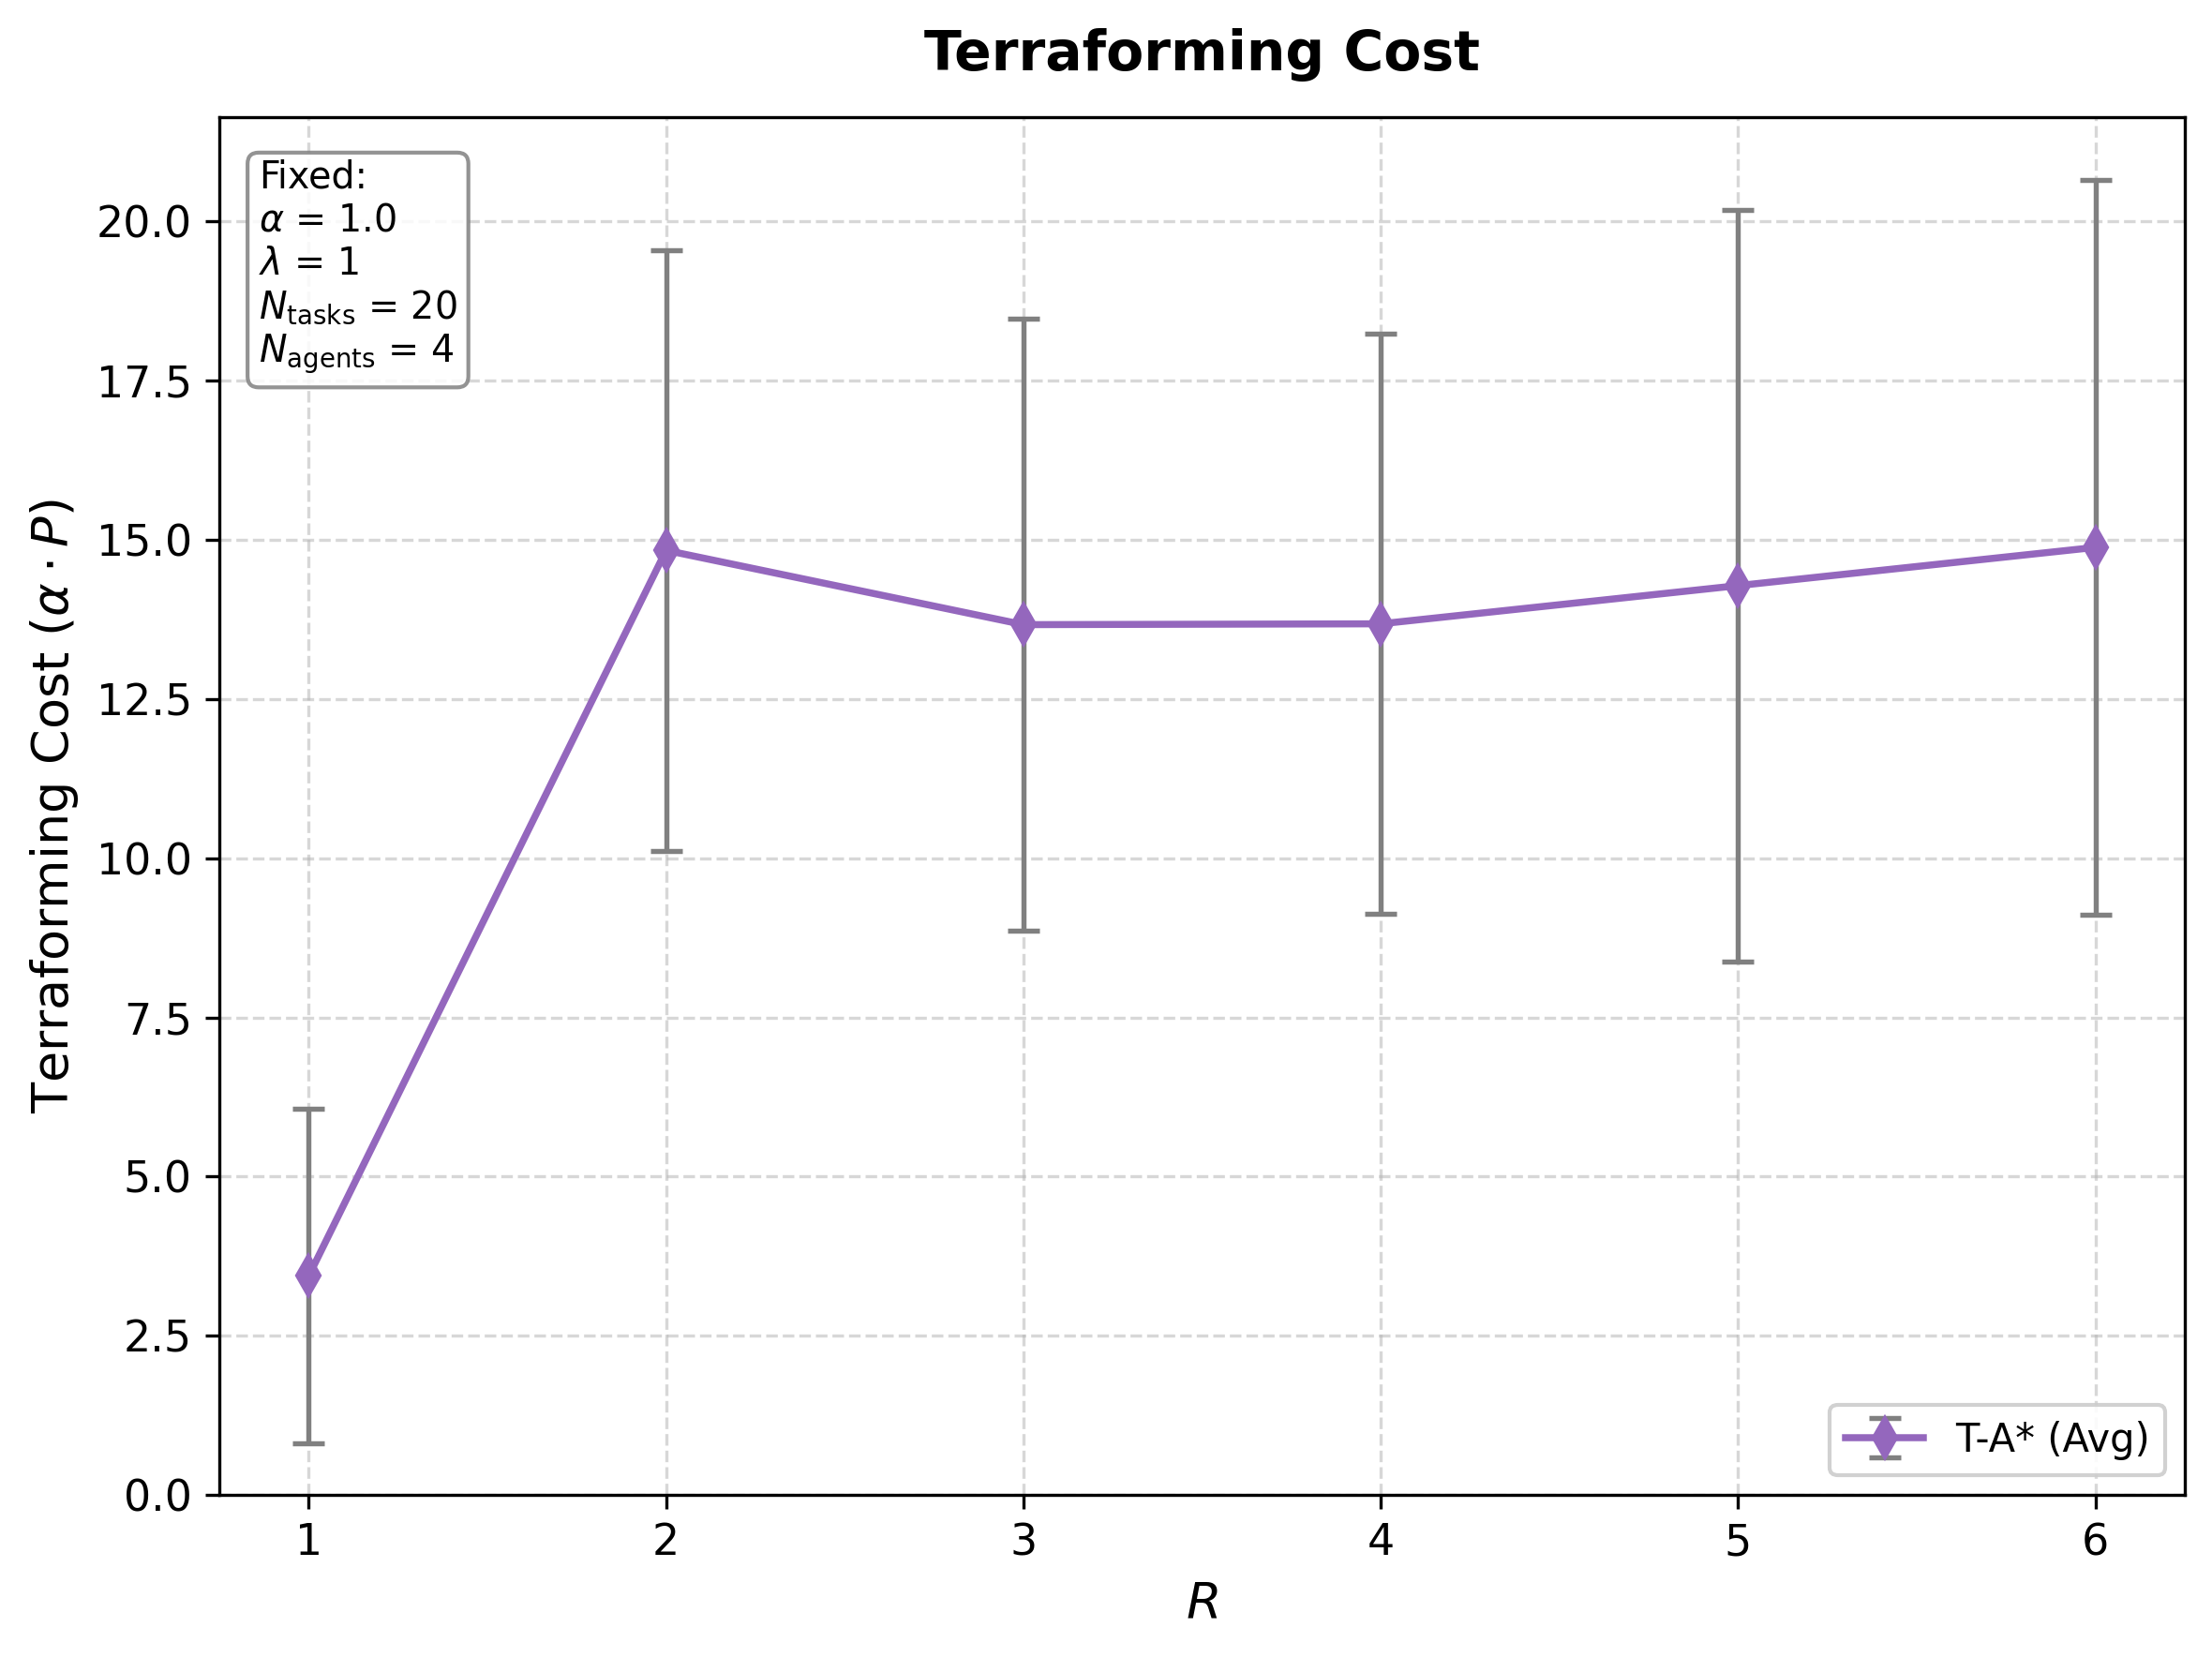 Terraforming Cost
Fixed:
α = 1.0
λ = 1
N_tasks = 20
N_agents = 4
Terraforming Cost (α · P)
20.0
17.5
15.0
12.5
10.0
7.5
5.0
2.5
0.0
T-A* (Avg)
1 2 3 4 5 6
R